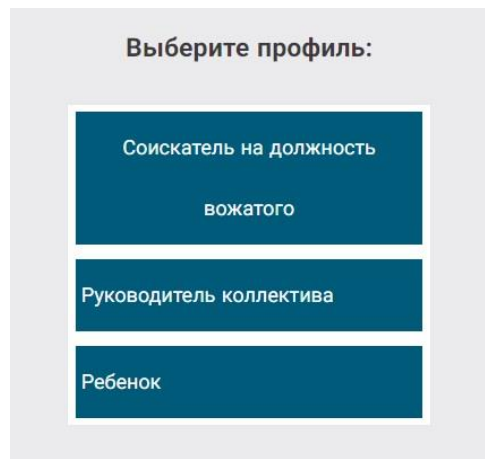 Выберите профиль:
Соискатель на должность
вожатого
Руководитель коллектива
Ребенок